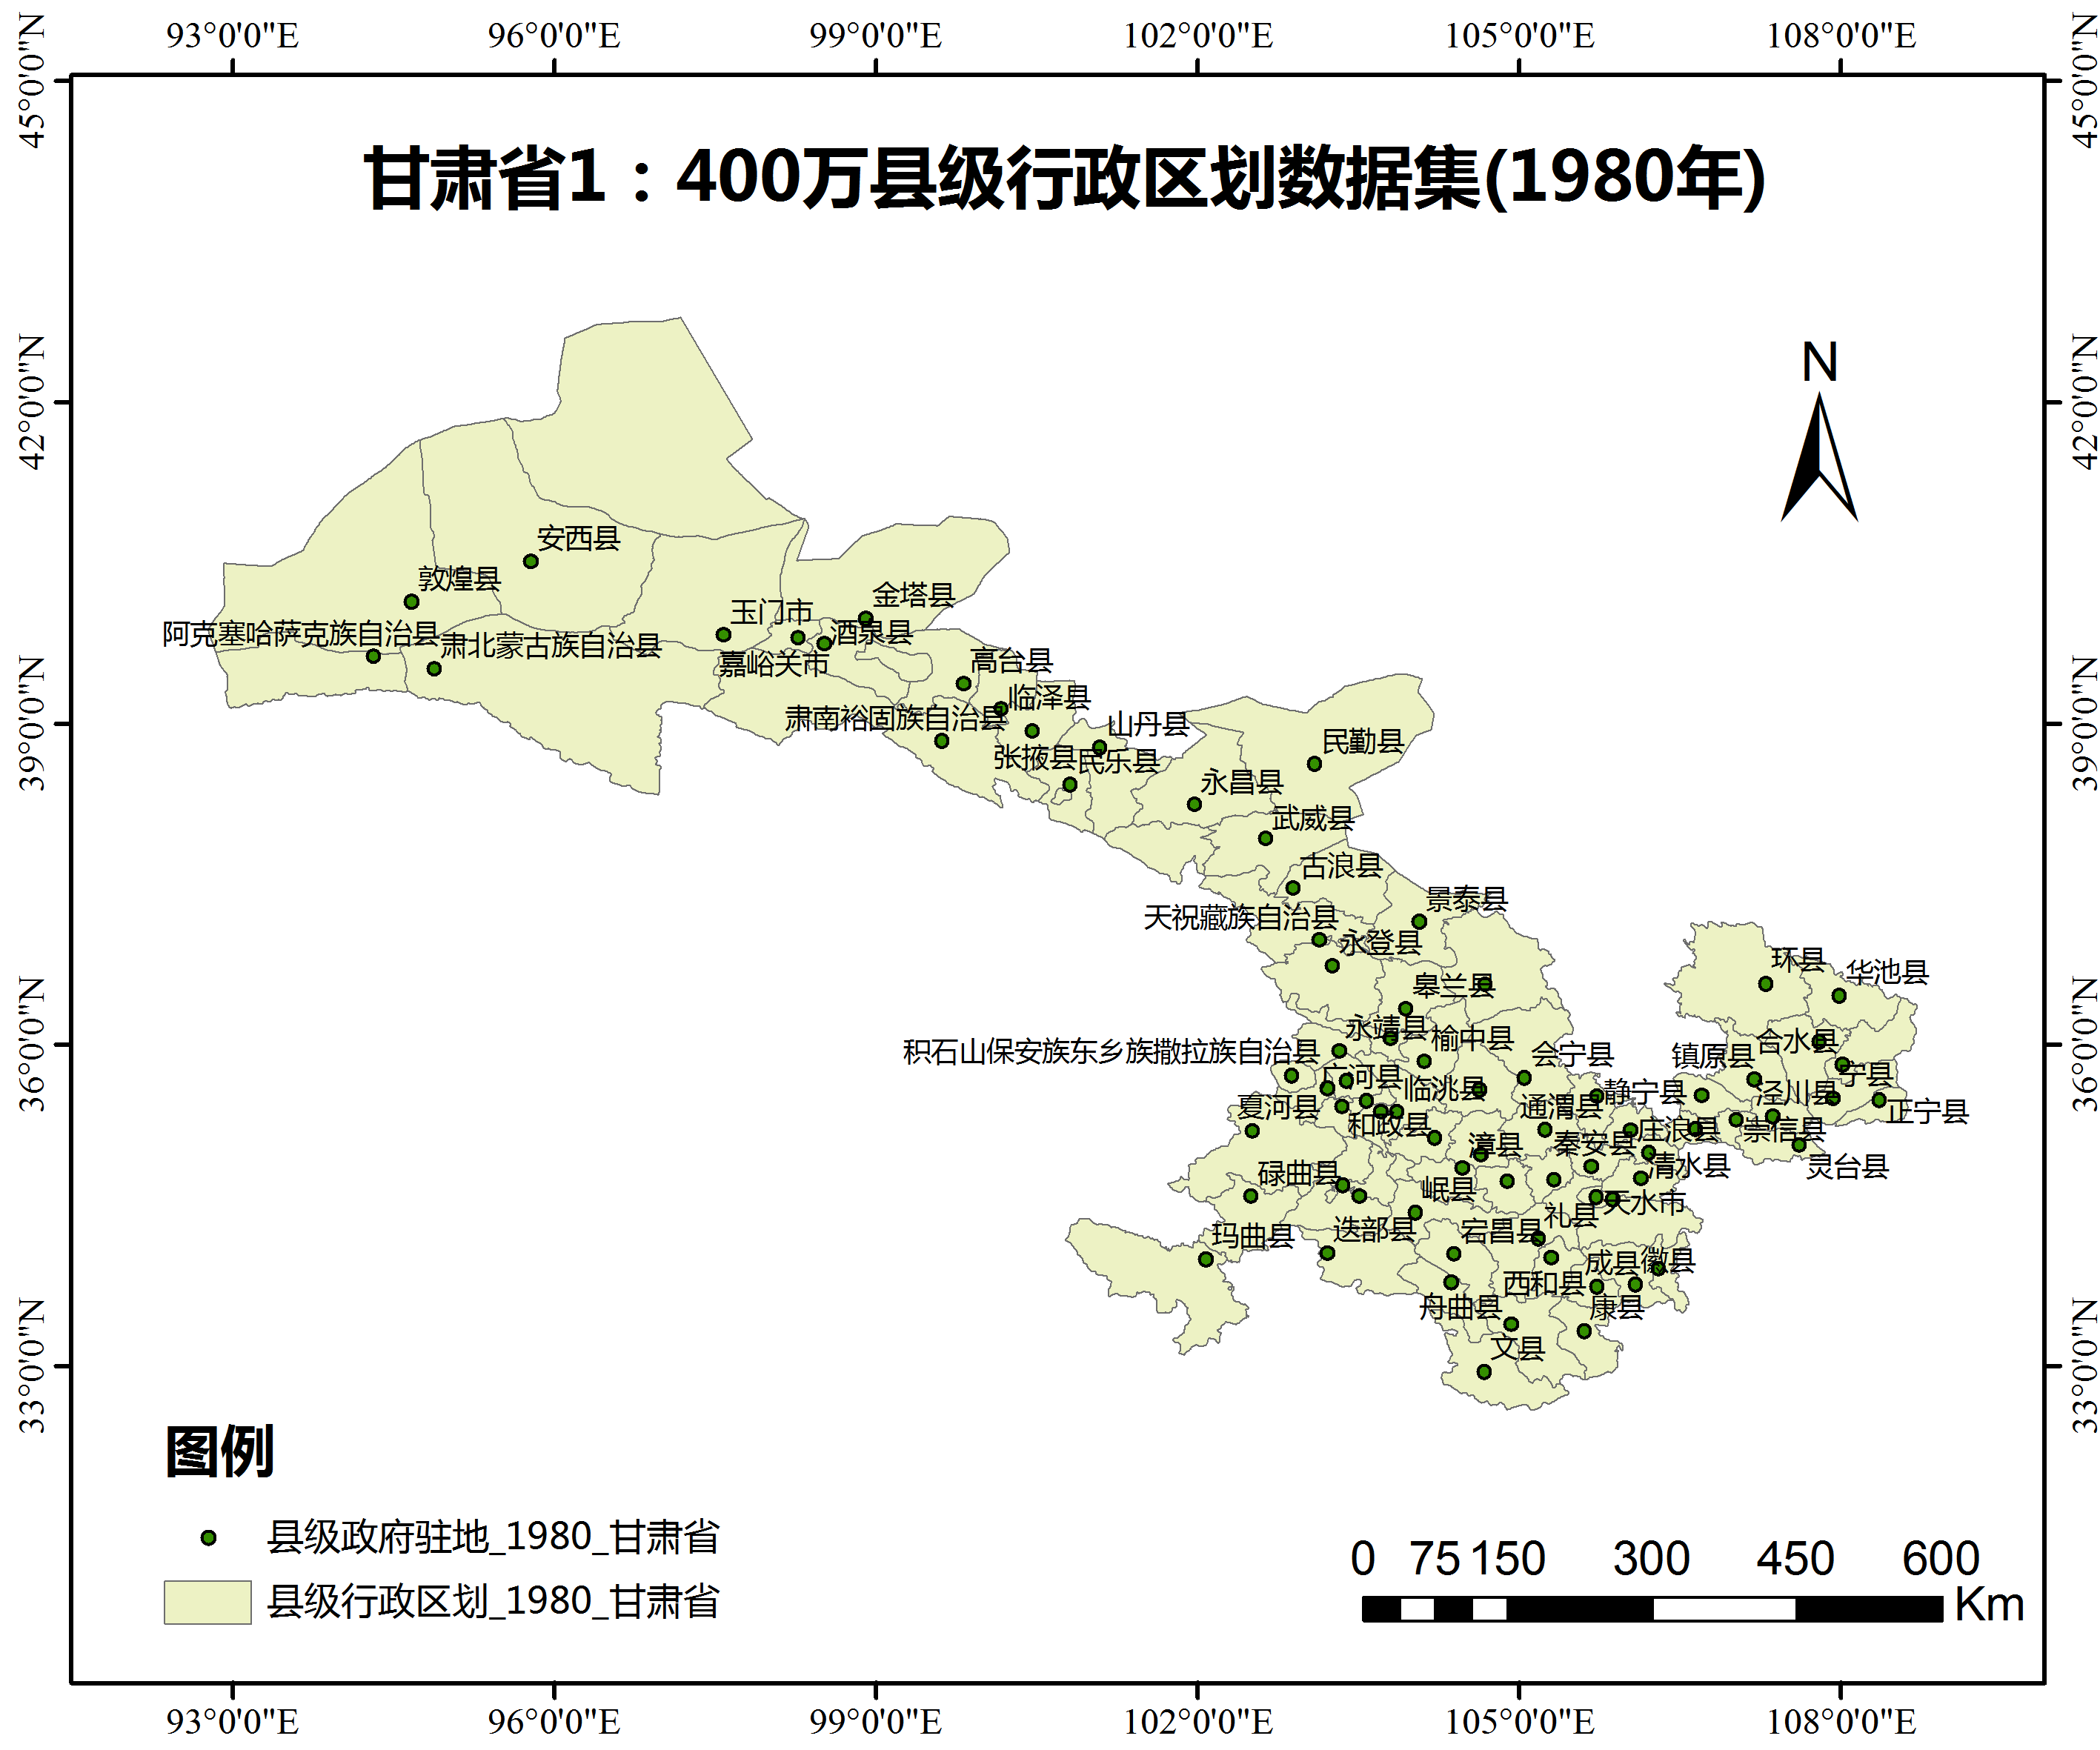 93°0'0"E 96°0'0"E 99°0'0"E 102°0'0"E 105°0'0"E 108°0'0"E
45°0'0"N
42°0'0"N
39°0'0"N
36°0'0"N
33°0'0"N
45°0'0"N
42°0'0"N
39°0'0"N
36°0'0"N
33°0'0"N
甘肃省1：400万县级行政区划数据集(1980年)
N
安西县
敦煌县
金塔县
玉门市
酒泉县
阿克塞哈萨克族自治县
肃北蒙古族自治县
嘉峪关市
高台县
临泽县
肃南裕固族自治县
山丹县
张掖县
民乐县
民勤县
永昌县
武威县
古浪县
景泰县
天祝藏族自治县
永登县
环县
华池县
皋兰县
永靖县
榆中县
合水县
积石山保安族东乡族撒拉族自治县
会宁县
镇原县
广河县
临洮县
静宁县
泾川县
宁县
夏河县
和政县
通渭县
正宁县
庄浪县
崇信县
漳县
秦安县
清水县
灵台县
碌曲县
岷县
天水市
礼县
玛曲县
迭部县
宕昌县
成县
徽县
西和县
舟曲县
康县
文县
图例
县级政府驻地_1980_甘肃省
县级行政区划_1980_甘肃省
0 75 150 300 450 600
Km
93°0'0"E 96°0'0"E 99°0'0"E 102°0'0"E 105°0'0"E 108°0'0"E